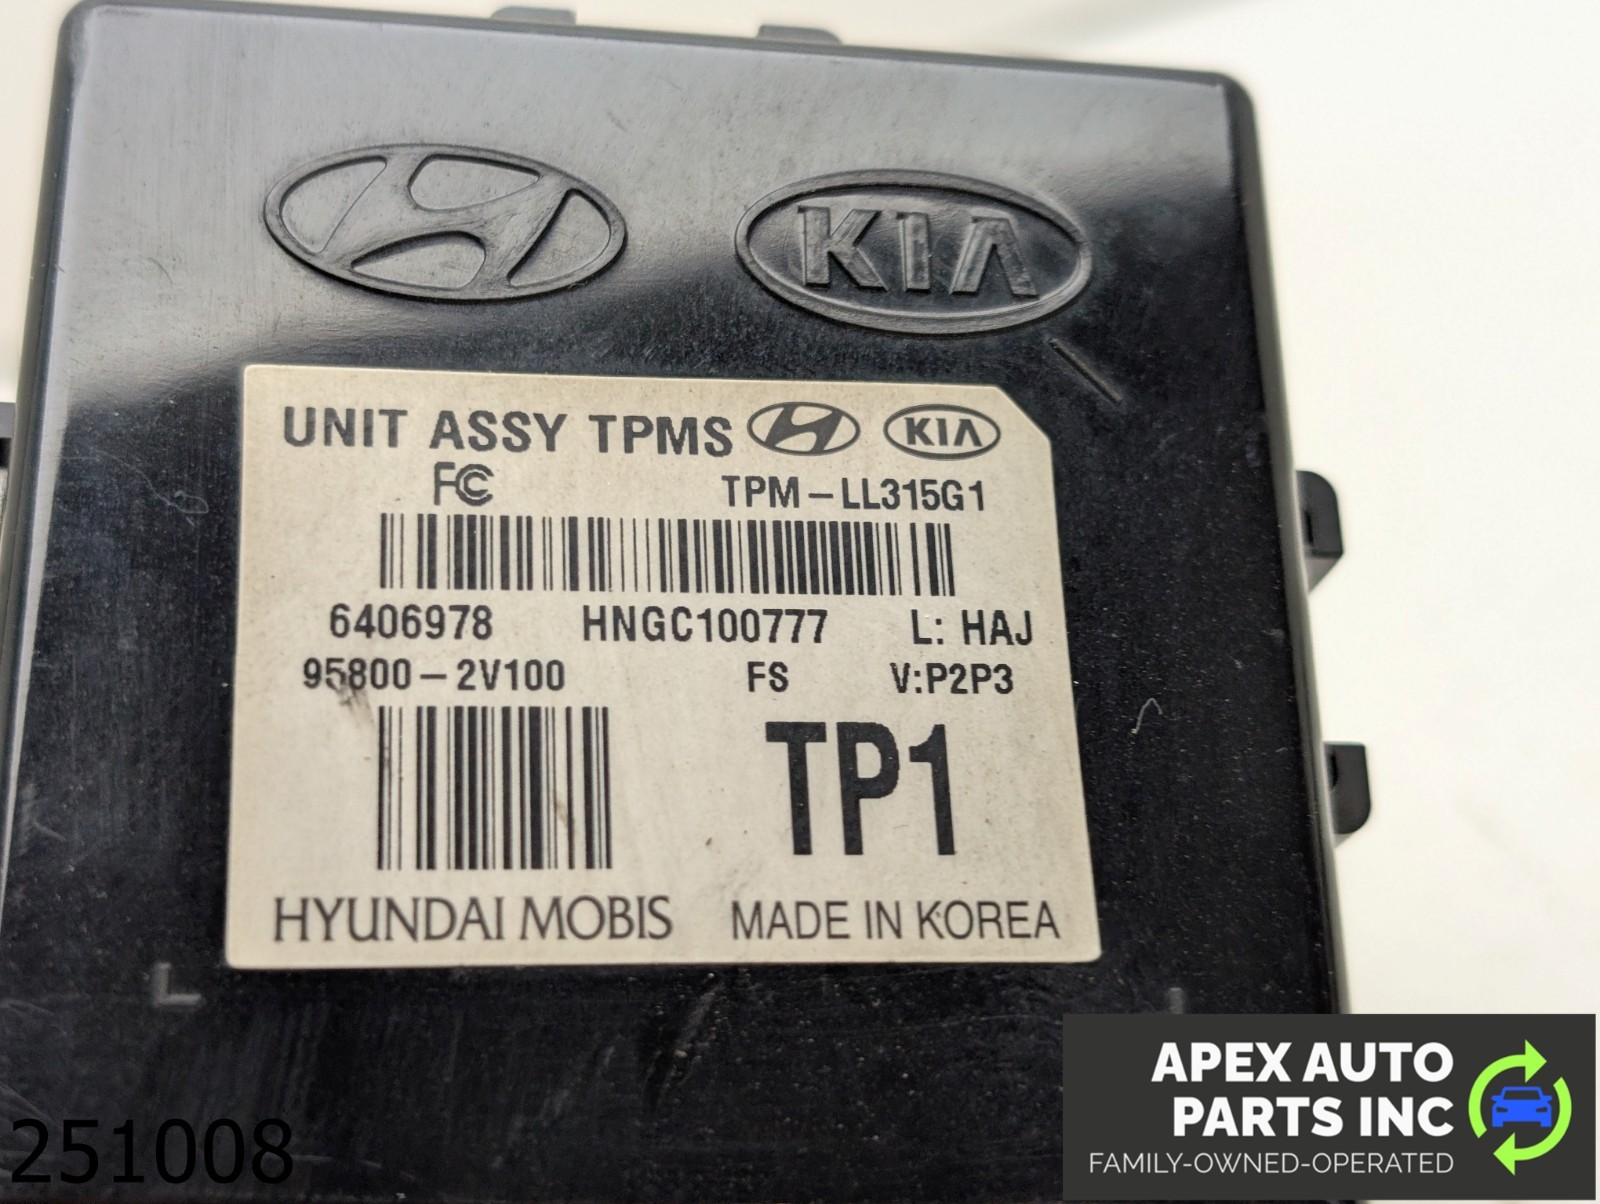 KIA
UNIT ASSY TPMS KIA
FC TPM-LL315G1
6406978 HNGC100777 L: HAJ
95800-2V100 FS V:P2P3
TP1
HYUNDAI MOBIS MADE IN KOREA
L
251008
APEX AUTO
PARTS INC
FAMILY-OWNED-OPERATED